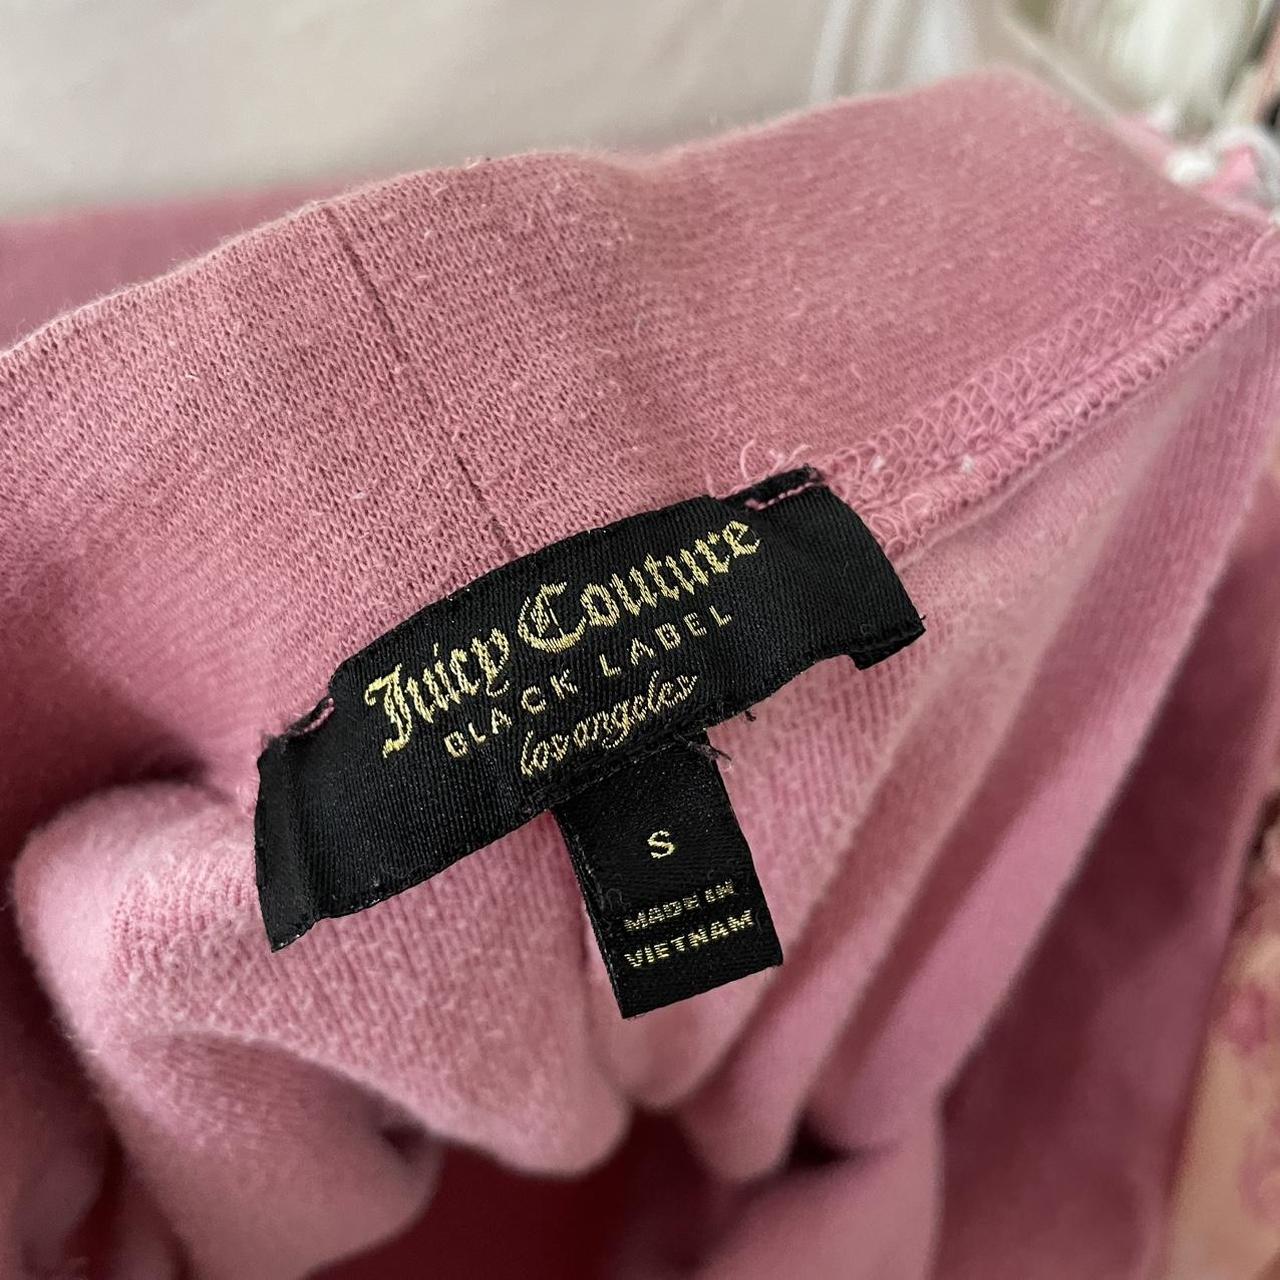 Juicy Couture
BLACK LABEL
los angeles
S
MADE IN
VIETNAM